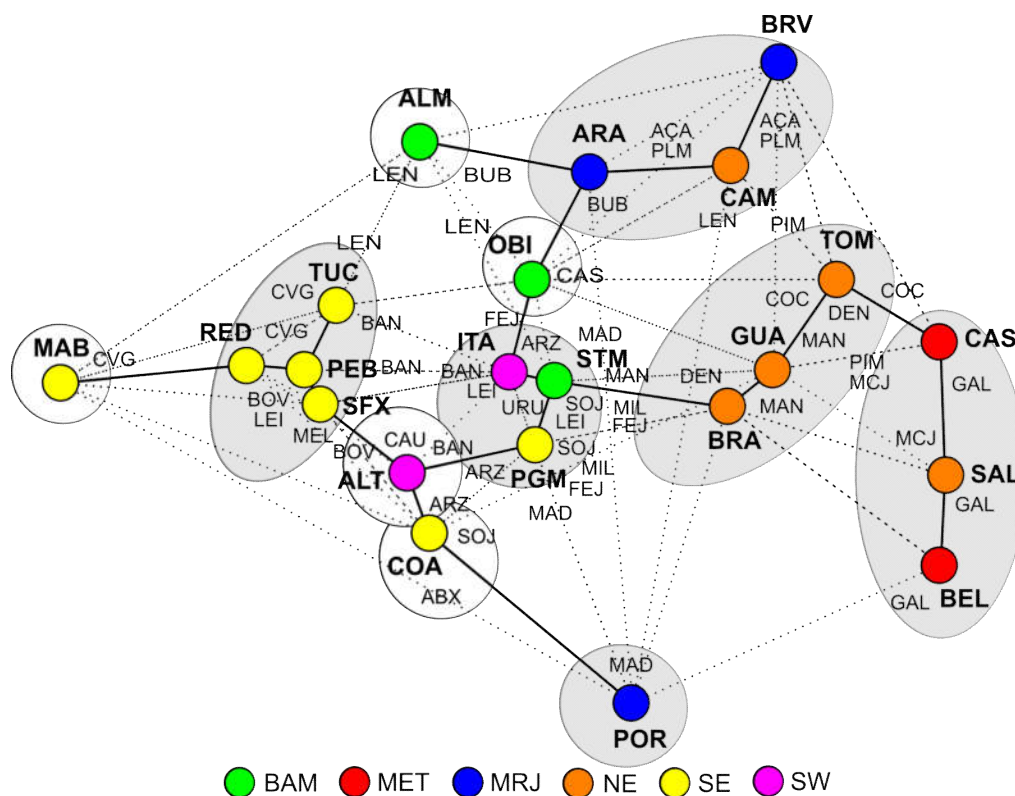 BRV
ALM
ARA
AÇA
PLM
AÇA
PLM
LEN
BUB
BUB
CAM
LEN
PIM
LEN
LEN
OBI
TOM
TUC
CAS
COC
COC
CVG
DEN
RED
CVG
BAN
FEJ
MAD
GUA
MAN
CAS
ITA
ARZ
STM
MAB
CVG
PEB
BAN
BAN
MAN
DEN
PIM
MCJ
GAL
BOV
LEI
SFX
LEI
URU
SOJ
LEI
MIL
FEJ
MAN
BRA
MEL
BOV
CAU
BAN
SOJ
MIL
FEJ
MCJ
ALT
ARZ
PGM
SAL
GAL
ARZ
MAD
SOJ
COA
ABX
GAL
BEL
MAD
POR
BAM MET MRJ NE SE SW